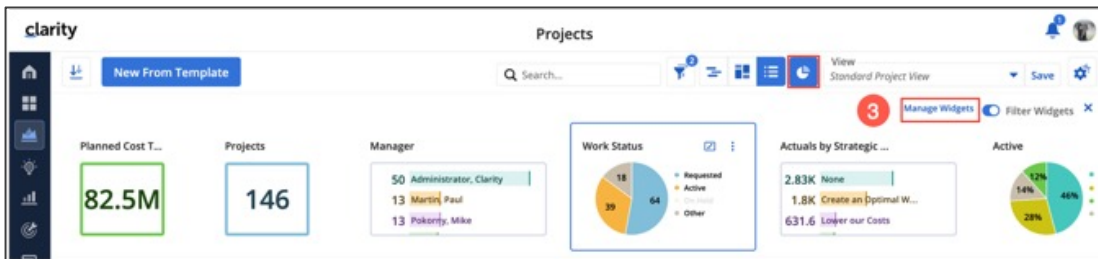 clarity
Projects
1
New From Template
Search...
2
View
Standard Project View
Save
3
Manage Widgets
Filter Widgets
Planned Cost T...
82.5M
Projects
146
Manager
50 Administrator, Clarity
13 Martin, Paul
13 Pokorny, Mike
Work Status
18
39
64
Requested
Active
On Hold
Other
Actuals by Strategic ...
2.83K None
1.8K Create an Optimal W...
631.6 Lower our Costs
Active
12%
14%
46%
28%